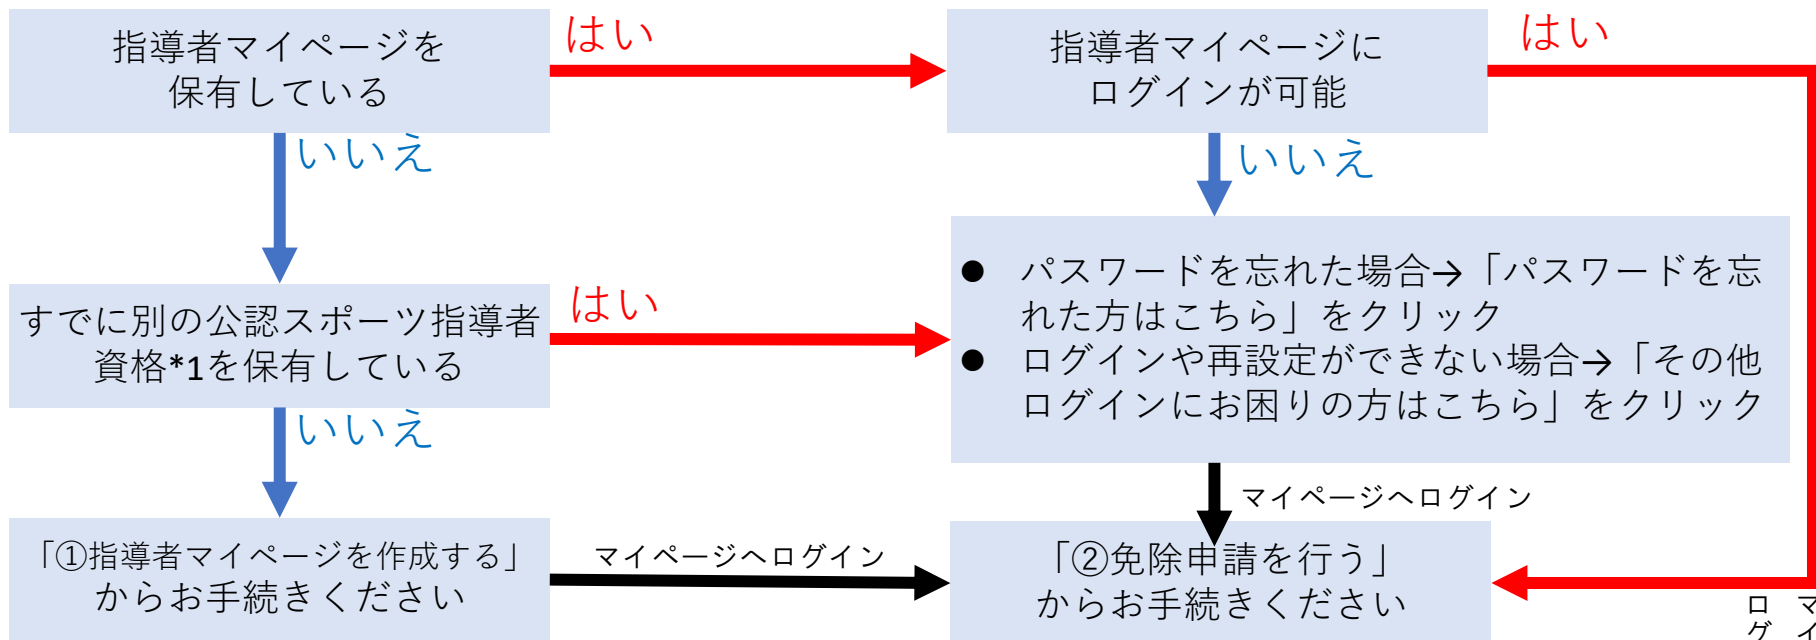 指導者マイページを
保有している
はい
指導者マイページに
ログインが可能
はい
いいえ
いいえ
すでに別の公認スポーツ指導者
資格*1を保有している
はい
● パスワードを忘れた場合→「パスワードを忘
れた方はこちら」をクリック
● ログインや再設定ができない場合→「その他
ログインにお困りの方はこちら」をクリック
いいえ
マイページへログイン
「①指導者マイページを作成する」
からお手続きください
マイページへログイン
「②免除申請を行う」
からお手続きください
マイ
ログ